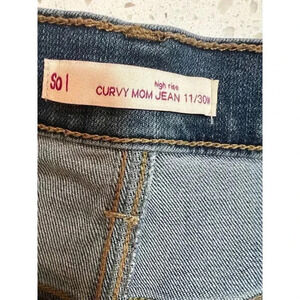 SO |
high rise
CURVY MOM JEAN 11/30W